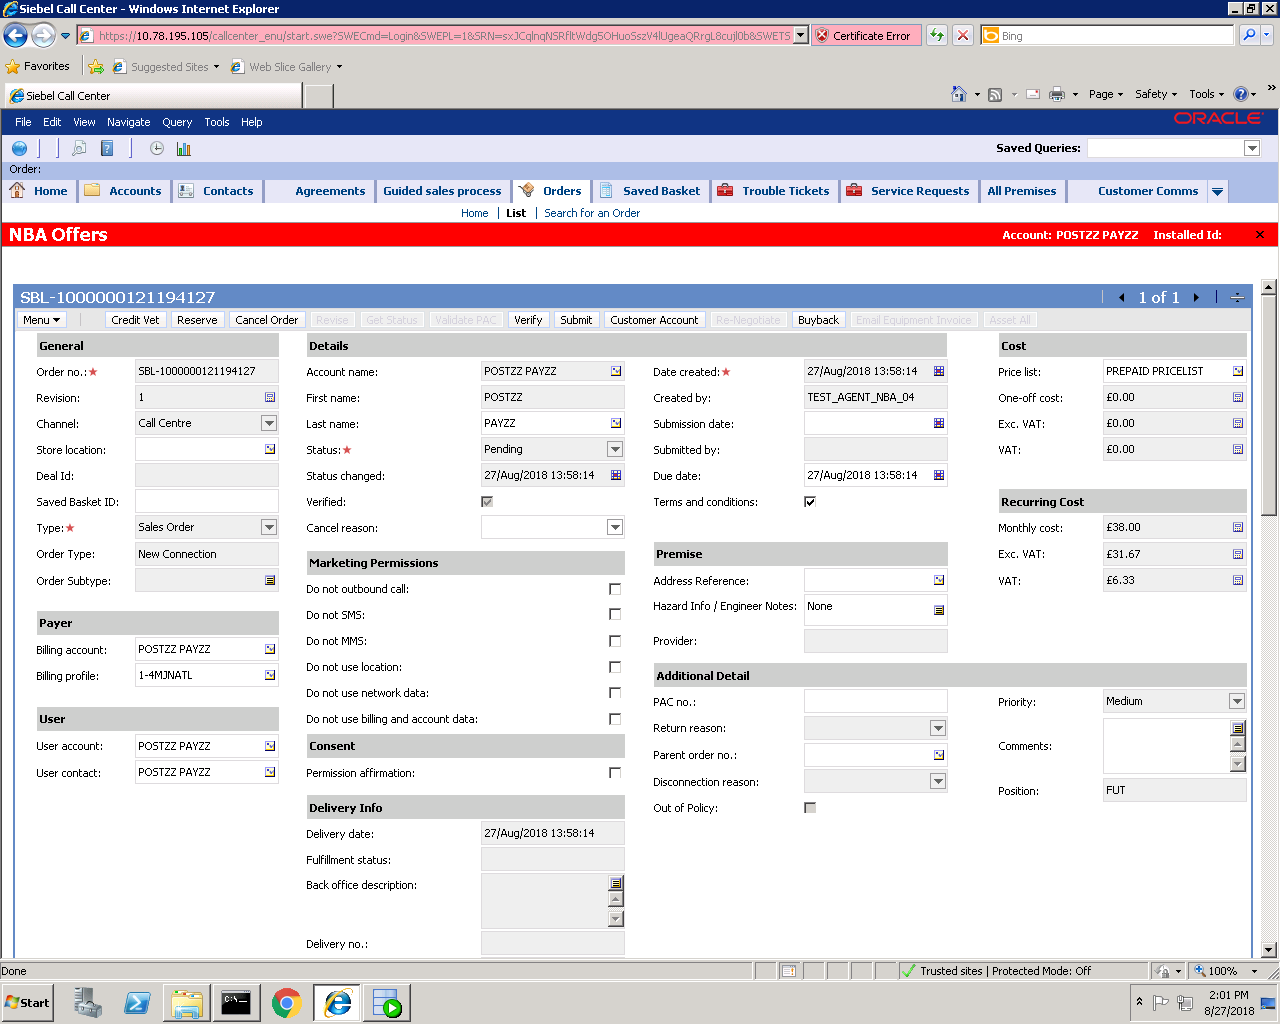 Siebel Call Center - Windows Internet Explorer
https://10.78.195.105/callcenter_enu/start.swe?SWECmd=Login&SWEPL=1&SRN=
Certificate Error
Bing
Favorites
Suggested Sites
Web Slice Gallery
Siebel Call Center
Page
Safety
Tools
File Edit View Navigate Query Tools Help
ORACLE
Saved Queries:
Order:
Home
Accounts
Contacts
Agreements
Guided sales process
Orders
Saved Basket
Trouble Tickets
Service Requests
All Premises
Customer Comms
Home | List | Search for an Order
NBA Offers
Account: POSTZZ PAYZZ Installed Id:
SBL-1000000121194127
1 of 1
Menu
Credit Vet
Reserve
Cancel Order
Revise
Get Status
Validate PAC
Verify
Submit
Customer Account
Re-Negotiate
Buyback
Email Equipment Invoice
Asset All
General
Order no.:★ SBL-1000000121194127
Revision: 1
Channel: Call Centre
Store location:
Deal Id:
Saved Basket ID:
Type:★ Sales Order
Order Type: New Connection
Order Subtype:
Payer
Billing account: POSTZZ PAYZZ
Billing profile: 1-4MJNATL
User
User account: POSTZZ PAYZZ
User contact: POSTZZ PAYZZ
Details
Account name: POSTZZ PAYZZ
First name: POSTZZ
Last name: PAYZZ
Status:★ Pending
Status changed: 27/Aug/2018 13:58:14
Verified:
Cancel reason:
Marketing Permissions
Do not outbound call:
Do not SMS:
Do not MMS:
Do not use location:
Do not use network data:
Do not use billing and account data:
Consent
Permission affirmation:
Delivery Info
Delivery date: 27/Aug/2018 13:58:14
Fulfillment status:
Back office description:
Delivery no.:
Date created:★ 27/Aug/2018 13:58:14
Created by: TEST_AGENT_NBA_04
Submission date:
Submitted by:
Due date: 27/Aug/2018 13:58:14
Terms and conditions:
Premise
Address Reference:
Hazard Info / Engineer Notes: None
Provider:
Additional Detail
PAC no.:
Return reason:
Parent order no.:
Disconnection reason:
Out of Policy:
Cost
Price list: PREPAID PRICELIST
One-off cost: £0.00
Exc. VAT: £0.00
VAT: £0.00
Recurring Cost
Monthly cost: £38.00
Exc. VAT: £31.67
VAT: £6.33
Priority: Medium
Comments:
Position: FUT
Done
Trusted sites | Protected Mode: Off
100%
Start
2:01 PM
8/27/2018